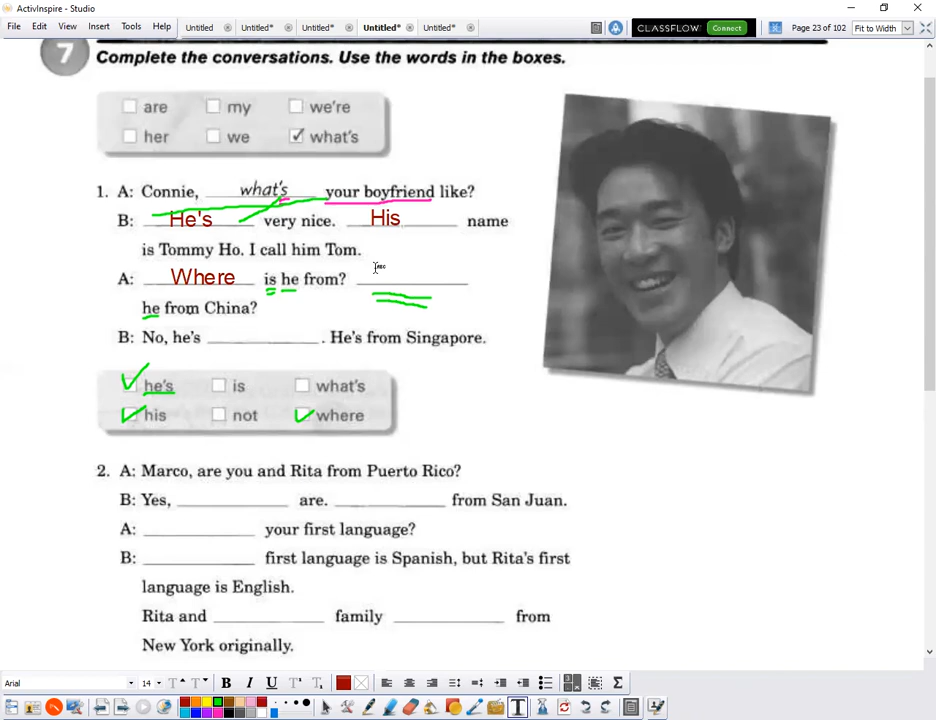 ActivInspire - Studio
File Edit View Insert Tools Help Untitled Untitled* Untitled* Untitled* Untitled* CLASSFLOW Connect Page 23 of 102 Fit to Width
7 Complete the conversations. Use the words in the boxes.
are my we're
her we what's
1. A: Connie, what's your boyfriend like?
B: He's very nice. His name
is Tommy Ho. I call him Tom.
A: Where is he from?
he from China?
B: No, he's . He's from Singapore.
he's is what's
his not where
2. A: Marco, are you and Rita from Puerto Rico?
B: Yes, are. from San Juan.
A: your first language?
B: first language is Spanish, but Rita's first
language is English.
Rita and family from
New York originally.
Arial 14 B I U